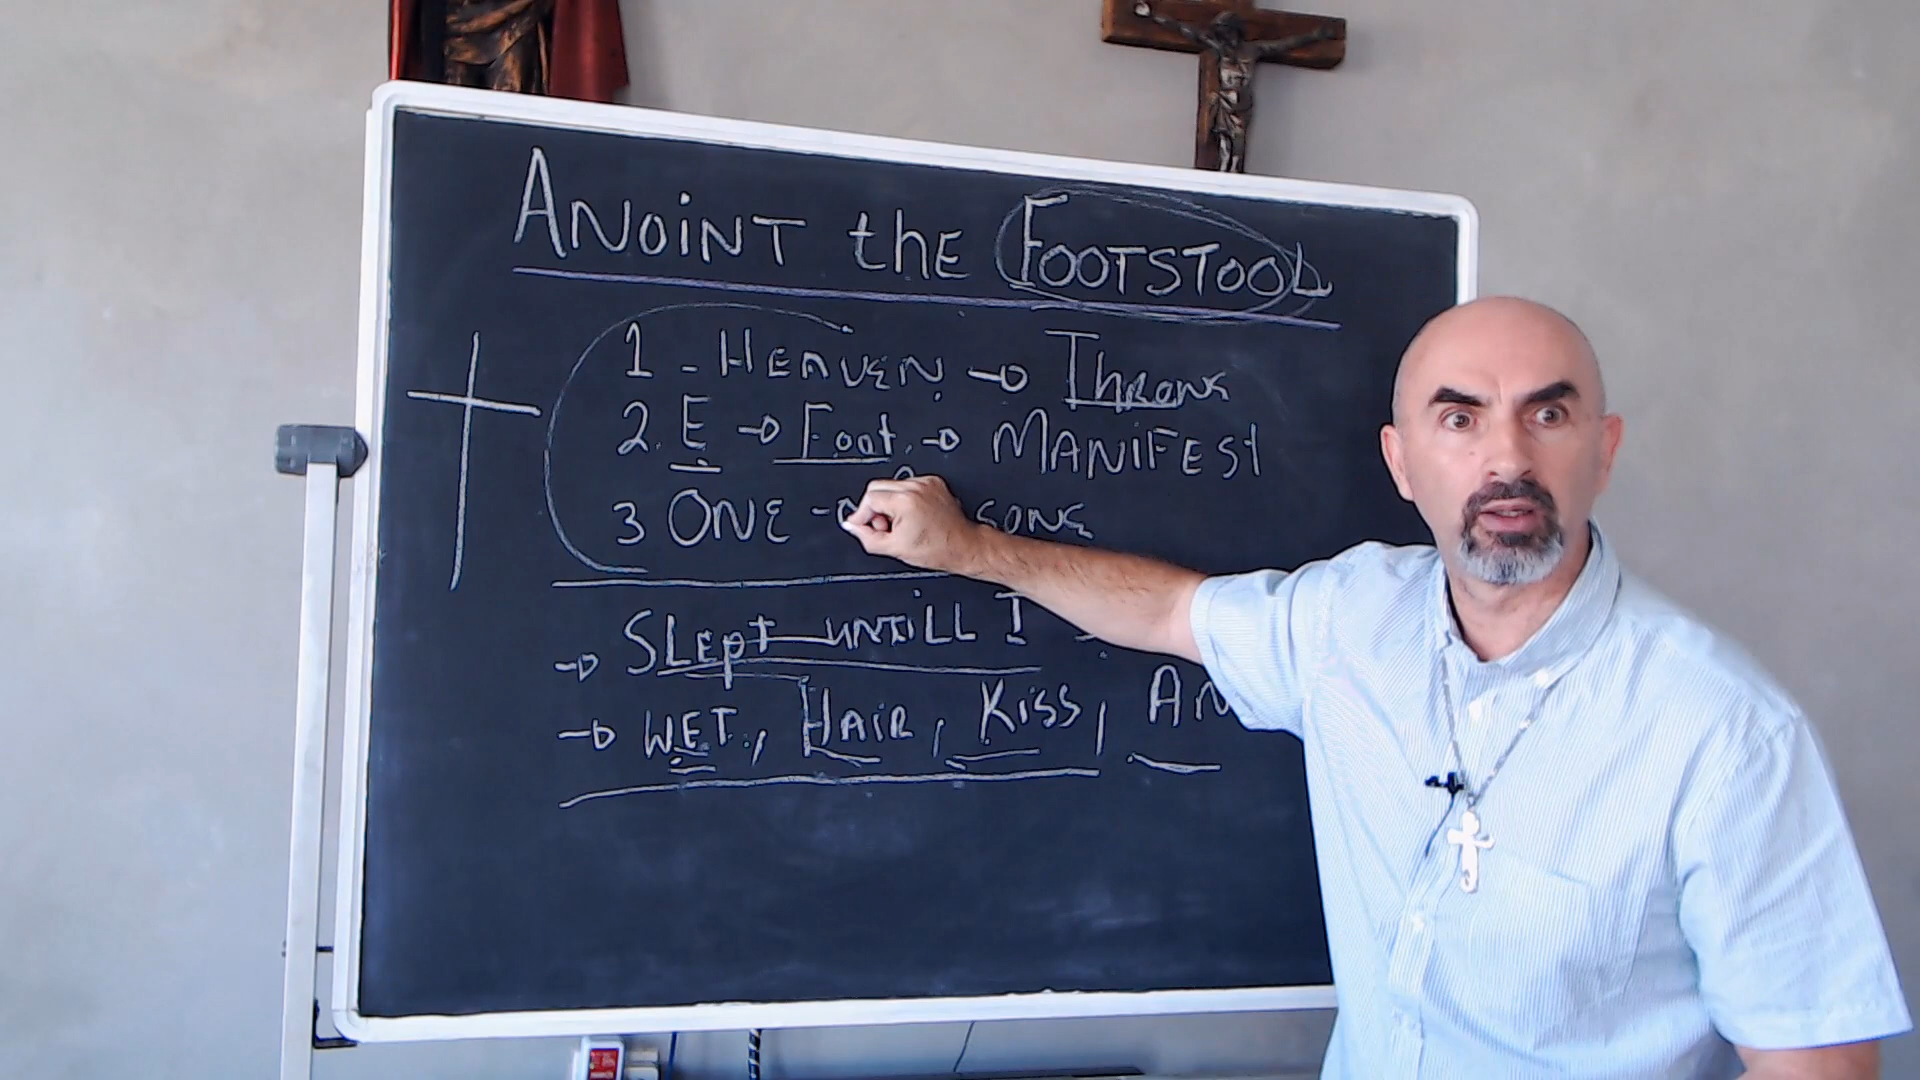 ANOINT the FOOTSTOOL
1 - HEAVEN → Throne
2. E → Foot. → MANIFEST
3 ONE -
→ SLept UNTILL I
→ WET., HAIR, Kiss, AN